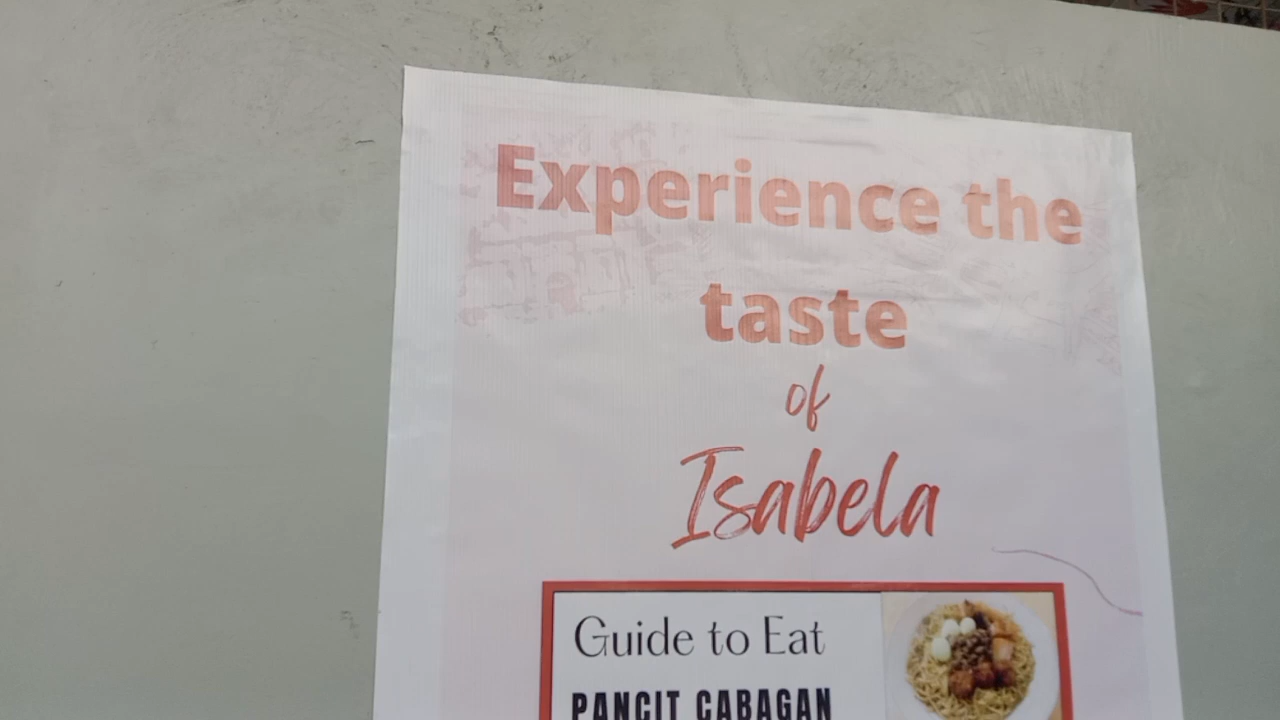 Experience the
taste
of
Isabela
Guide to Eat
PANCIT CABAGAN